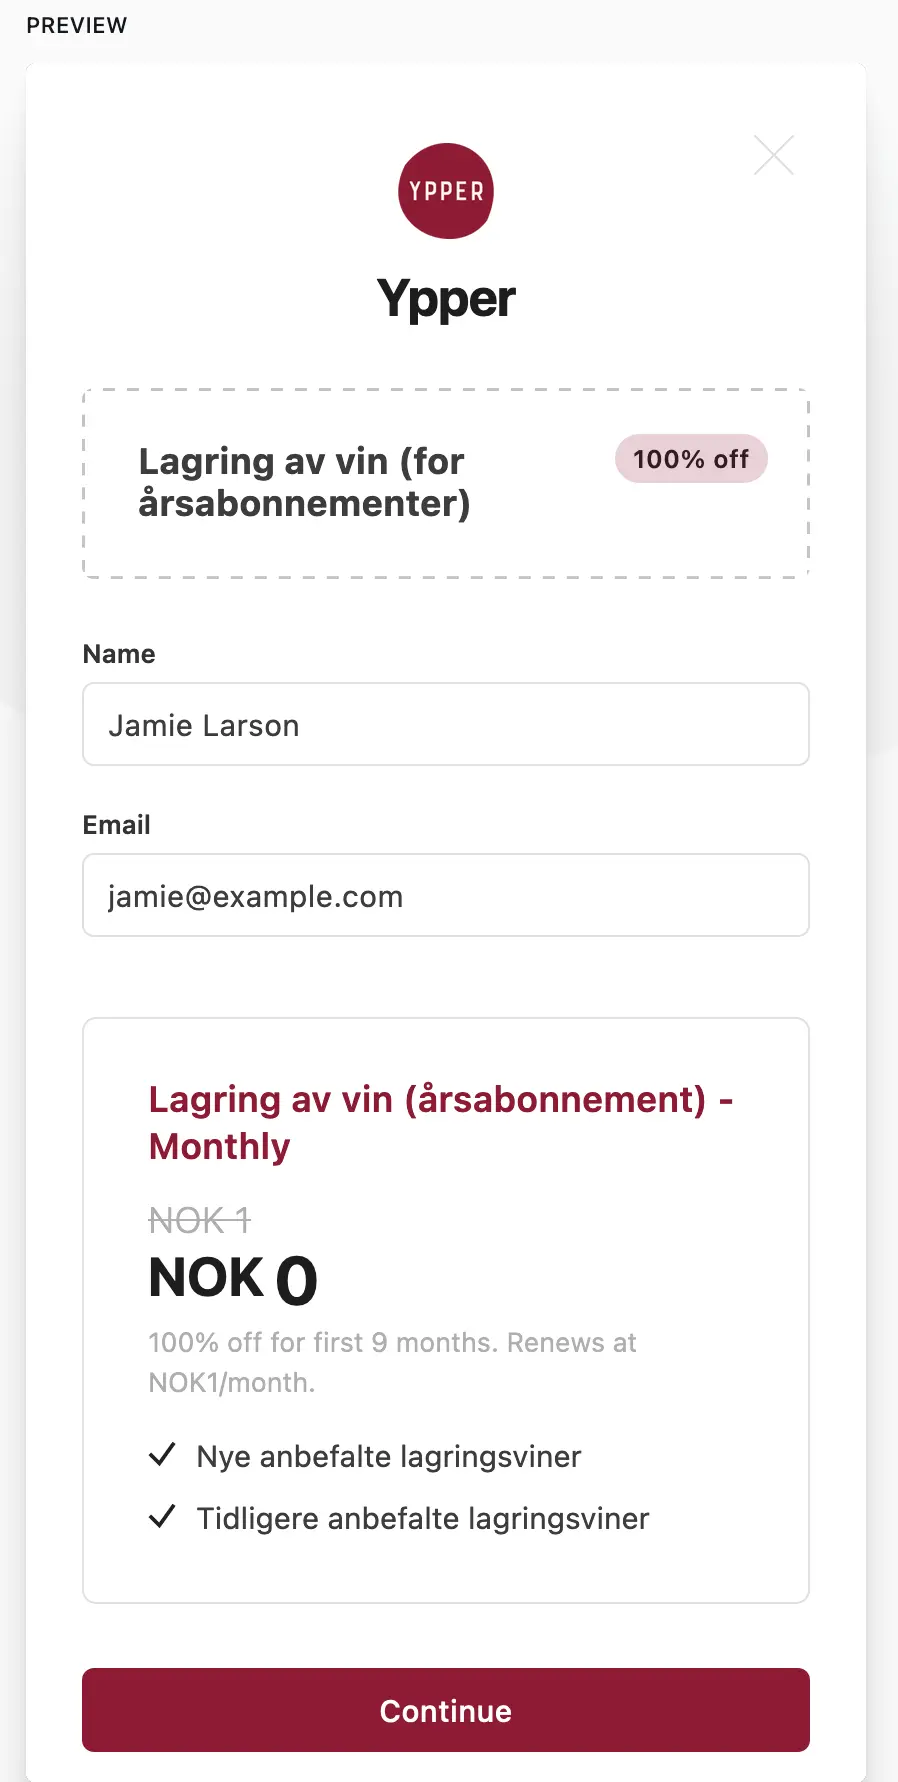 PREVIEW
YPPER
Ypper
Lagring av vin (for
årsabonnementer)
100% off
Name
Jamie Larson
Email
jamie@example.com
Lagring av vin (årsabonnement) -
Monthly
NOK 1
NOK 0
100% off for first 9 months. Renews at
NOK1/month.
Nye anbefalte lagringsviner
Tidligere anbefalte lagringsviner
Continue